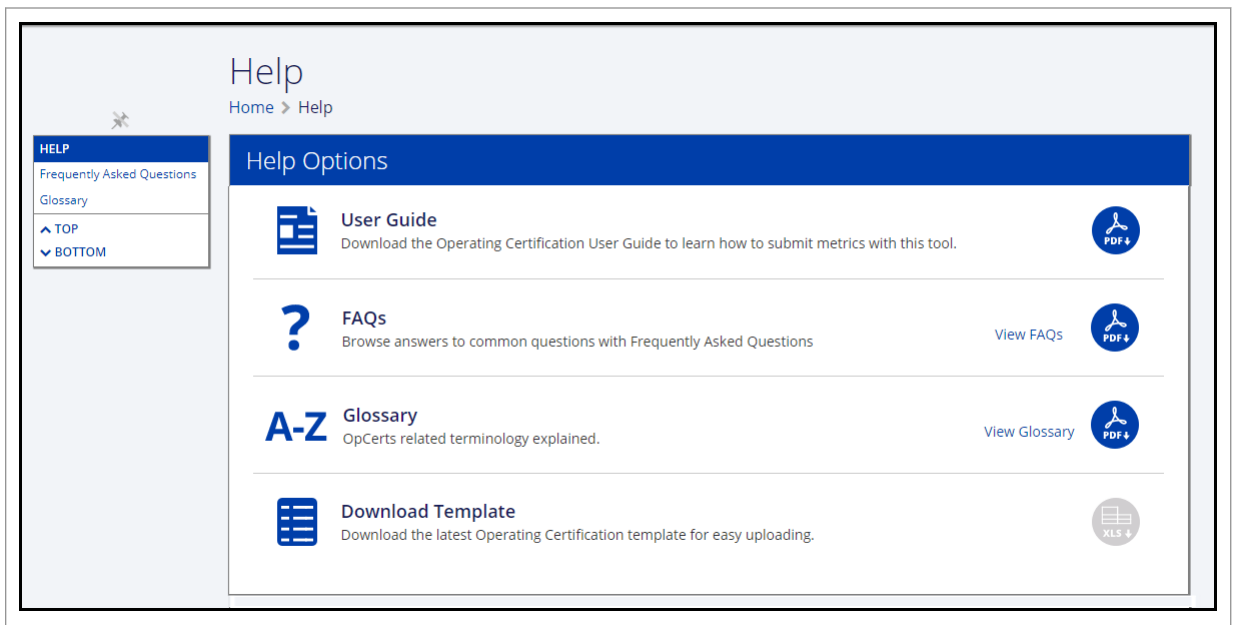 Help
Home > Help
HELP
Frequently Asked Questions
Glossary
TOP
BOTTOM
Help Options
User Guide
Download the Operating Certification User Guide to learn how to submit metrics with this tool.
PDF
FAQs
Browse answers to common questions with Frequently Asked Questions
View FAQs
PDF
A-Z
Glossary
OpCerts related terminology explained.
View Glossary
PDF
Download Template
Download the latest Operating Certification template for easy uploading.
XLS